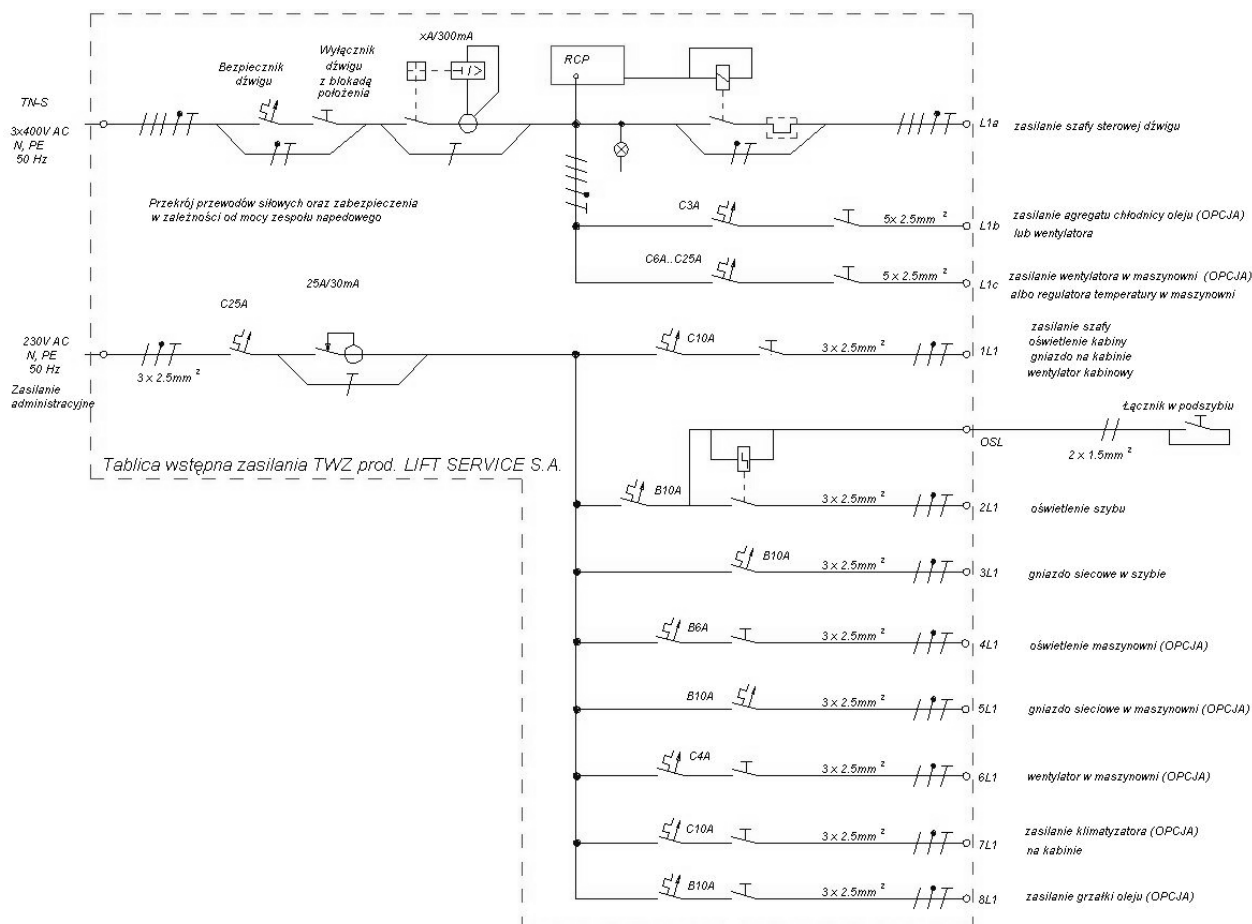 xA/300mA
Bezpiecznik
dźwigu
Wyłącznik
dźwigu
z blokadą
położenia
RCP
TN-S
3x400V AC
N, PE
50 Hz
L1a
zasilanie szafy sterowej dźwigu
Przekrój przewodów siłowych oraz zabezpieczenia
w zależności od mocy zespołu napedowego
C3A
5x 2.5mm ²
L1b
zasilanie agregatu chłodnicy oleju (OPCJA)
lub wentylatora
C6A..C25A
5 x 2.5mm ²
L1c
zasilanie wentylatora w maszynowni (OPCJA)
albo regulatora temperatury w maszynowni
25A/30mA
C25A
230V AC
N, PE
50 Hz
3 x 2.5mm ²
Zasilanie
administracyjne
C10A
3 x 2.5mm ²
1L1
zasilanie szafy
oświetlenie kabiny
gniazdo na kabinie
wentylator kabinowy
Łącznik w podszybiu
OSL
2 x 1.5mm ²
Tablica wstępna zasilania TWZ prod. LIFT SERVICE S.A.
B10A
3 x 2.5mm ²
2L1
oświetlenie szybu
B10A
3 x 2.5mm ²
3L1
gniazdo siecowe w szybie
B6A
3 x 2.5mm ²
4L1
oświetlenie maszynowni (OPCJA)
B10A
3 x 2.5mm ²
5L1
gniazdo sieciowe w maszynowni (OPCJA)
C4A
3 x 2.5mm ²
6L1
wentylator w maszynowni (OPCJA)
C10A
3 x 2.5mm ²
7L1
zasilanie klimatyzatora (OPCJA)
na kabinie
B10A
3 x 2.5mm ²
8L1
zasilanie grzałki oleju (OPCJA)